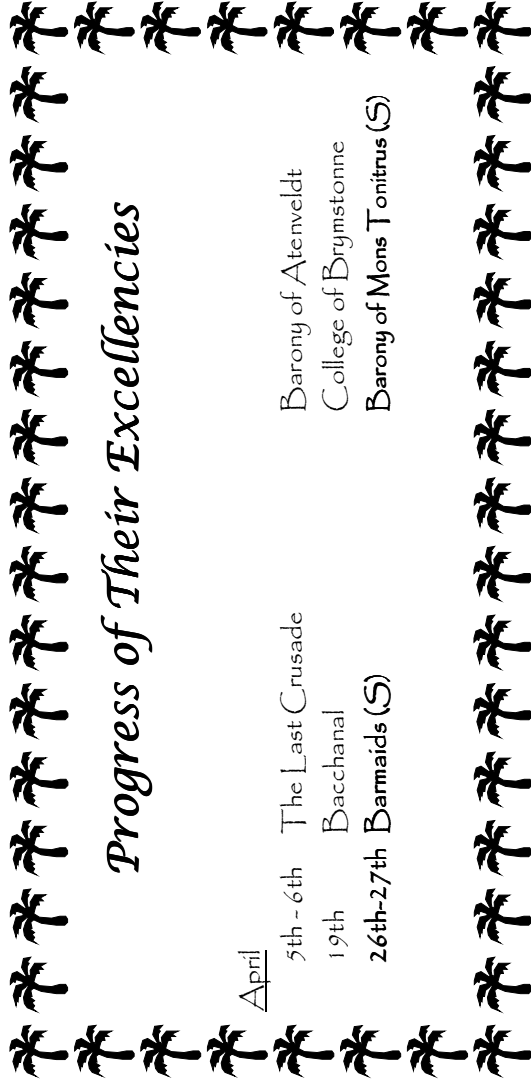 Progress of Their Excellencies
April
5th - 6th The Last Crusade Barony of Atenveldt
19th Bacchanal College of Brymstonne
26th-27th Barmaids (S) Barony of Mons Tonitrus (S)